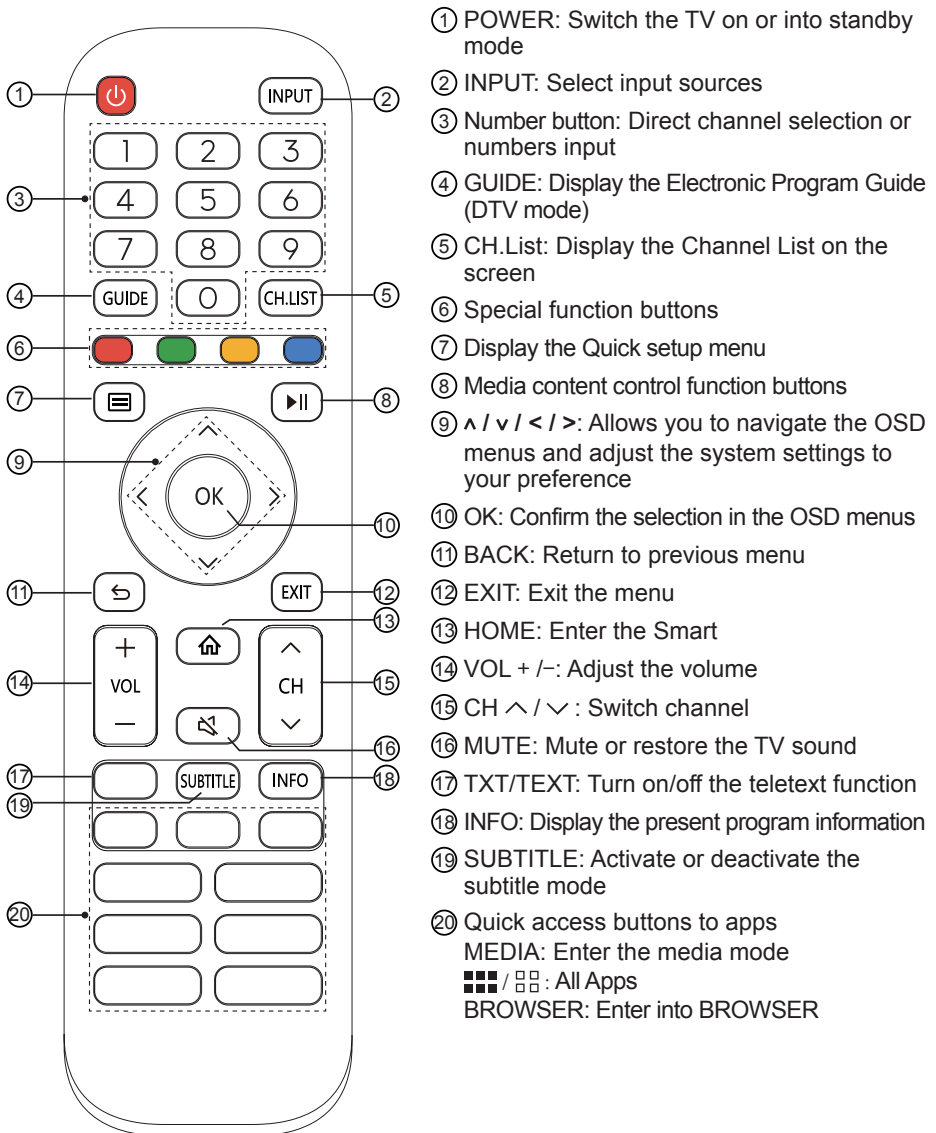 1
INPUT
2
1 2 3
3
4 5 6
7 8 9
4
GUIDE
0
CH.LIST
5
6
7
8
9
OK
10
11
EXIT
12
13
+
VOL
—
14
CH
15
16
17
SUBTITLE
INFO
18
19
20
① POWER: Switch the TV on or into standby
mode
② INPUT: Select input sources
③ Number button: Direct channel selection or
numbers input
④ GUIDE: Display the Electronic Program Guide
(DTV mode)
⑤ CH.List: Display the Channel List on the
screen
⑥ Special function buttons
⑦ Display the Quick setup menu
⑧ Media content control function buttons
⑨ ʌ / v / < / >: Allows you to navigate the OSD
menus and adjust the system settings to
your preference
⑩ OK: Confirm the selection in the OSD menus
⑪ BACK: Return to previous menu
⑫ EXIT: Exit the menu
⑬ HOME: Enter the Smart
⑭ VOL + /−: Adjust the volume
⑮ CH ︿ / ﹀ : Switch channel
⑯ MUTE: Mute or restore the TV sound
⑰ TXT/TEXT: Turn on/off the teletext function
⑱ INFO: Display the present program information
⑲ SUBTITLE: Activate or deactivate the
subtitle mode
⑳ Quick access buttons to apps
MEDIA: Enter the media mode
/ : All Apps
BROWSER: Enter into BROWSER